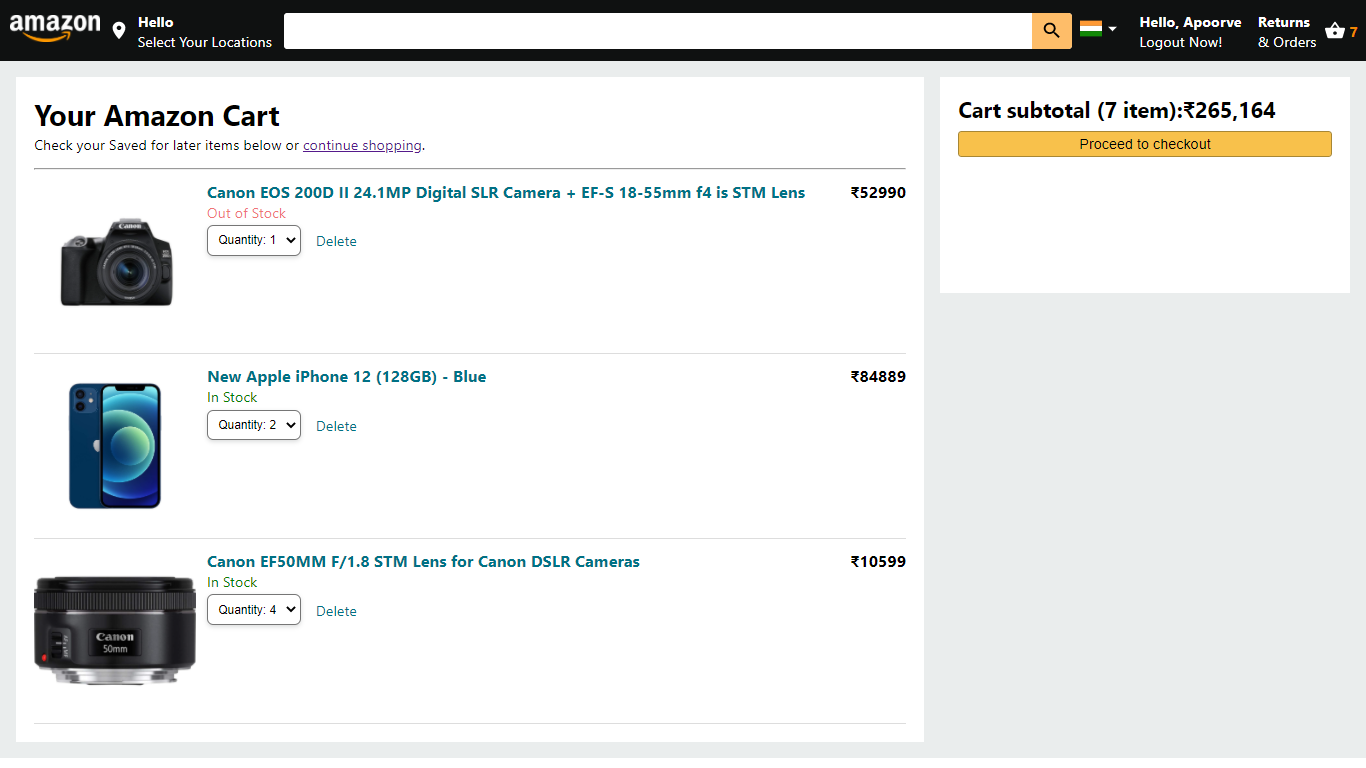 amazon
Hello
Select Your Locations
Hello, Apoorve
Logout Now!
Returns
& Orders
7
Your Amazon Cart
Check your Saved for later items below or continue shopping.
Canon EOS 200D II 24.1MP Digital SLR Camera + EF-S 18-55mm f4 is STM Lens
₹52990
Out of Stock
Quantity: 1
Delete
Canon
New Apple iPhone 12 (128GB) - Blue
₹84889
In Stock
Quantity: 2
Delete
Canon EF50MM F/1.8 STM Lens for Canon DSLR Cameras
₹10599
In Stock
Quantity: 4
Delete
Canon
50mm
Cart subtotal (7 item):₹265,164
Proceed to checkout